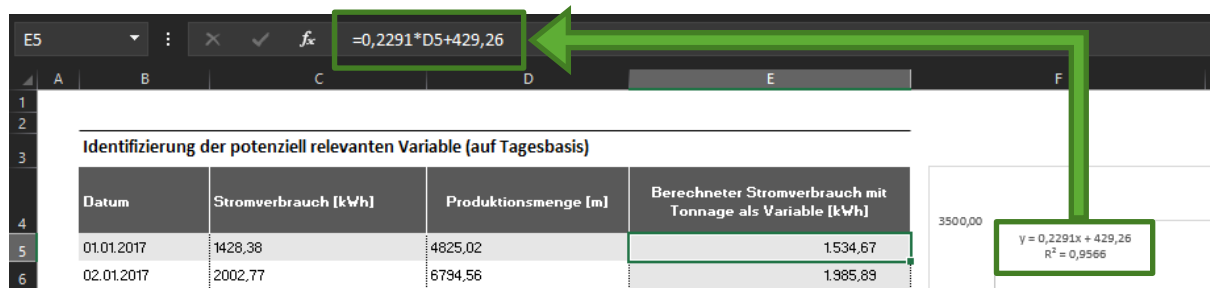 E5 fx =0,2291*D5+429,26
A B C D E F
1
2
3 Identifizierung der potenziell relevanten Variable (auf Tagesbasis)
4 Datum Stromverbrauch [kWh] Produktionsmenge [m] Berechneter Stromverbrauch mit
Tonnage als Variable [kWh]
3500,00
5 01.01.2017 1428,38 4825,02 1.534,67
y = 0,2291x + 429,26
R² = 0,9566
6 02.01.2017 2002,77 6794,56 1.985,89